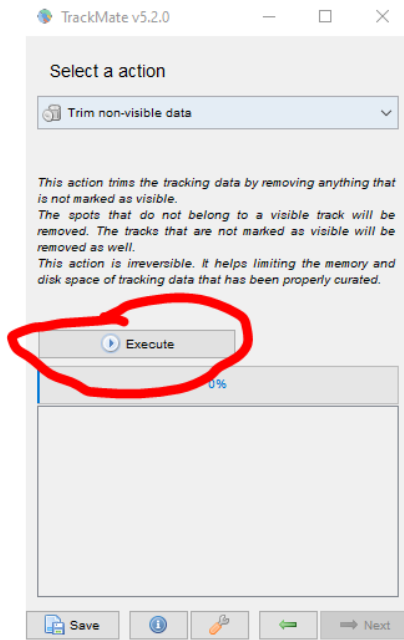 TrackMate v5.2.0
Select a action
Trim non-visible data
This action trims the tracking data by removing anything that
is not marked as visible.
The spots that do not belong to a visible track will be
removed. The tracks that are not marked as visible will be
removed as well.
This action is irreversible. It helps limiting the memory and
disk space of tracking data that has been properly curated.
Execute
0%
Save
Next